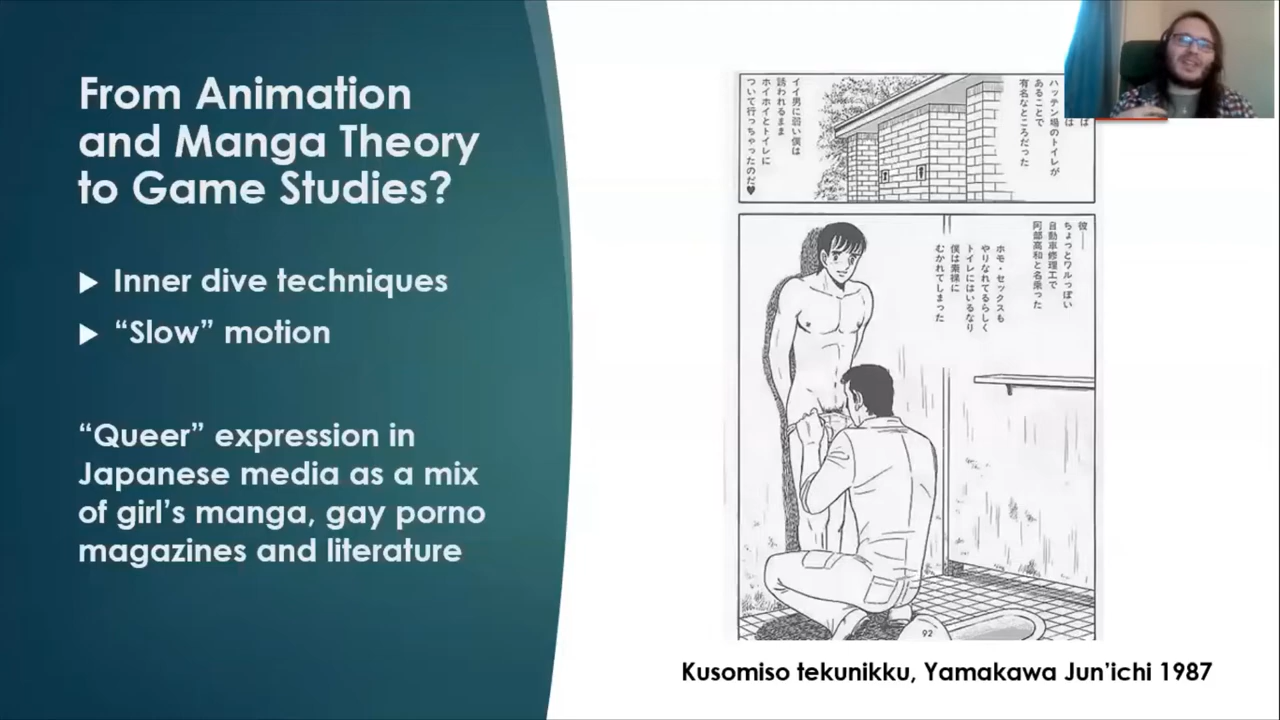 From Animation
and Manga Theory
to Game Studies?
▶ Inner dive techniques
▶ “Slow” motion
“Queer” expression in
Japanese media as a mix
of girl’s manga, gay porno
magazines and literature
ハッテン場のトイレが
あることで
有名なところだった
イイ男に弱い僕は
誘われるまま
ホイホイとトイレに
ついて行っちゃったのだ♥
彼──
ちょっとワルっぽい
自動車修理工で
阿部高和と名乗った
ホモ・セックスも
やりなれてるらしく
トイレにはいるなり
僕は素裸に
むかれてしまった
92
Kusomiso tekunikku, Yamakawa Jun’ichi 1987